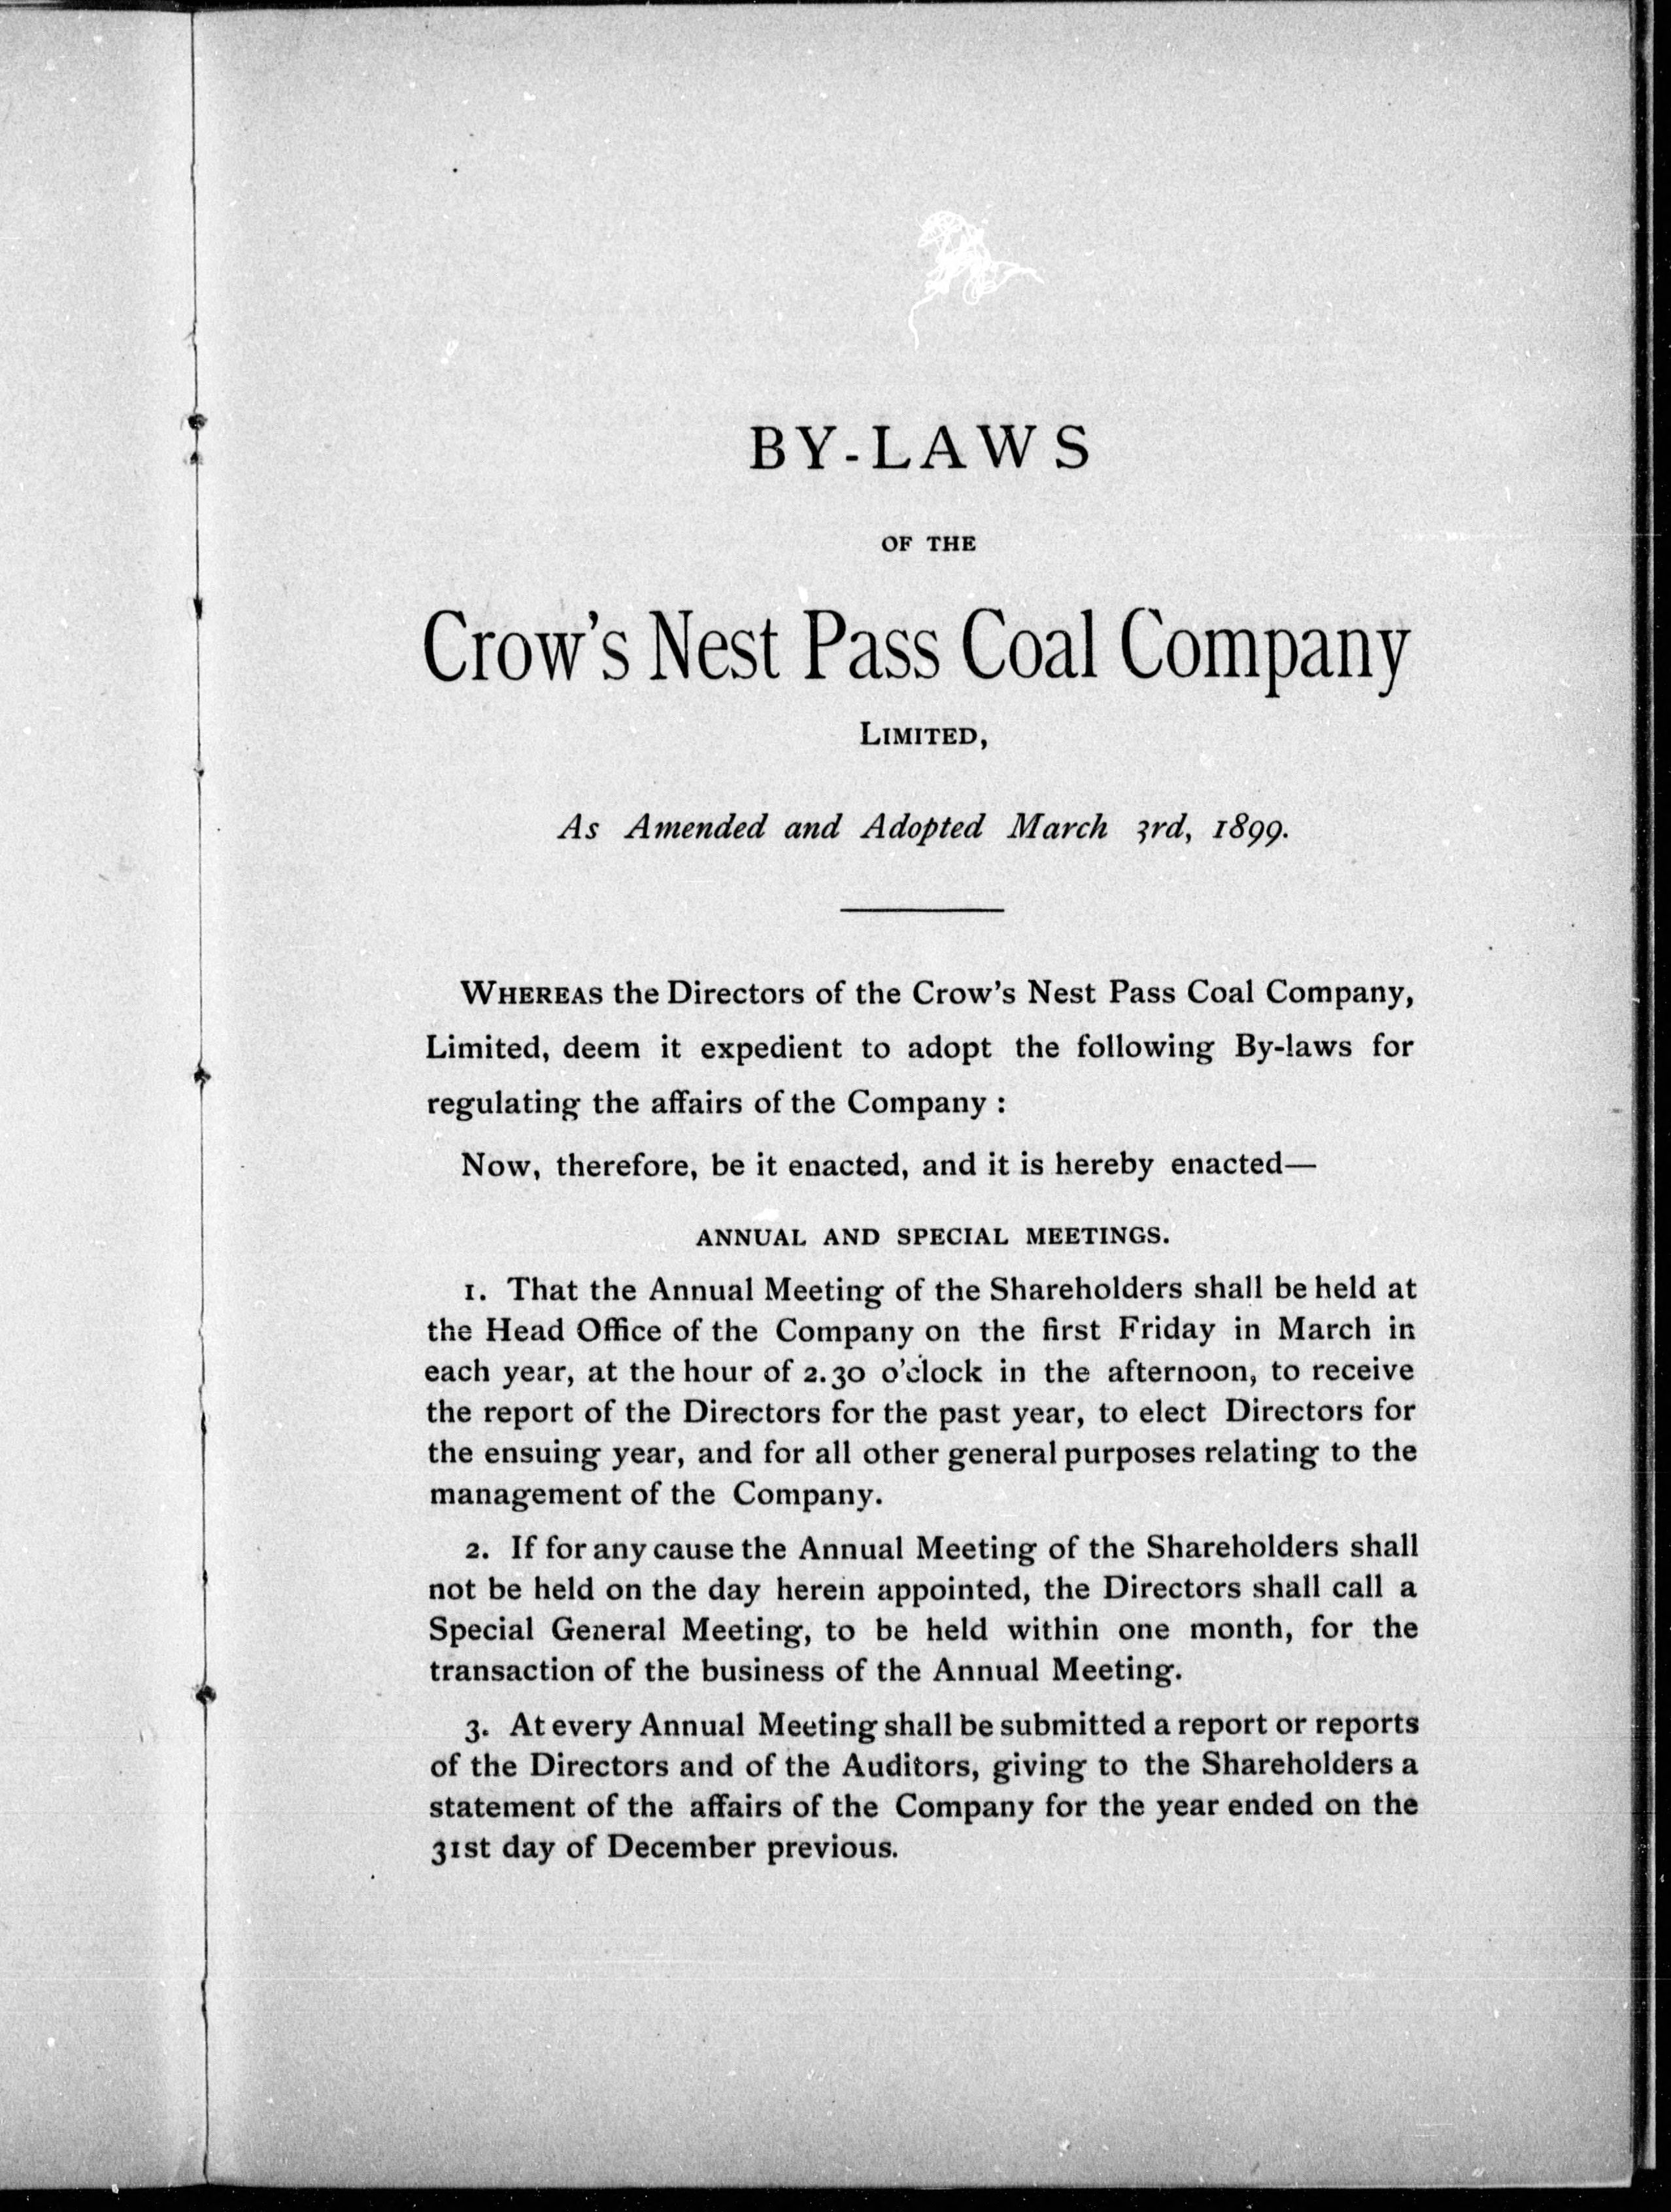 BY-LAWS
OF THE
Crow's Nest Pass Coal Company
LIMITED,
As Amended and Adopted March 3rd, 1899.
WHEREAS the Directors of the Crow's Nest Pass Coal Company,
Limited, deem it expedient to adopt the following By-laws for
regulating the affairs of the Company :
Now, therefore, be it enacted, and it is hereby enacted—
ANNUAL AND SPECIAL MEETINGS.
1. That the Annual Meeting of the Shareholders shall be held at
the Head Office of the Company on the first Friday in March in
each year, at the hour of 2.30 o'clock in the afternoon, to receive
the report of the Directors for the past year, to elect Directors for
the ensuing year, and for all other general purposes relating to the
management of the Company.
2. If for any cause the Annual Meeting of the Shareholders shall
not be held on the day herein appointed, the Directors shall call a
Special General Meeting, to be held within one month, for the
transaction of the business of the Annual Meeting.
3. At every Annual Meeting shall be submitted a report or reports
of the Directors and of the Auditors, giving to the Shareholders a
statement of the affairs of the Company for the year ended on the
31st day of December previous.